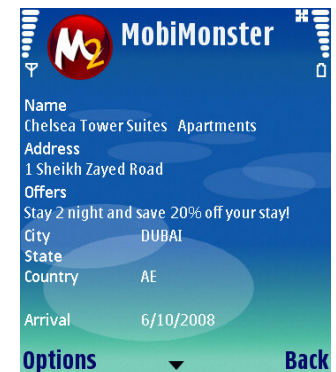 M2 MobiMonster
Name
Chelsea Tower Suites Apartments
Address
1 Sheikh Zayed Road
Offers
Stay 2 night and save 20% off your stay!
City DUBAI
State
Country AE
Arrival 6/10/2008
Options Back